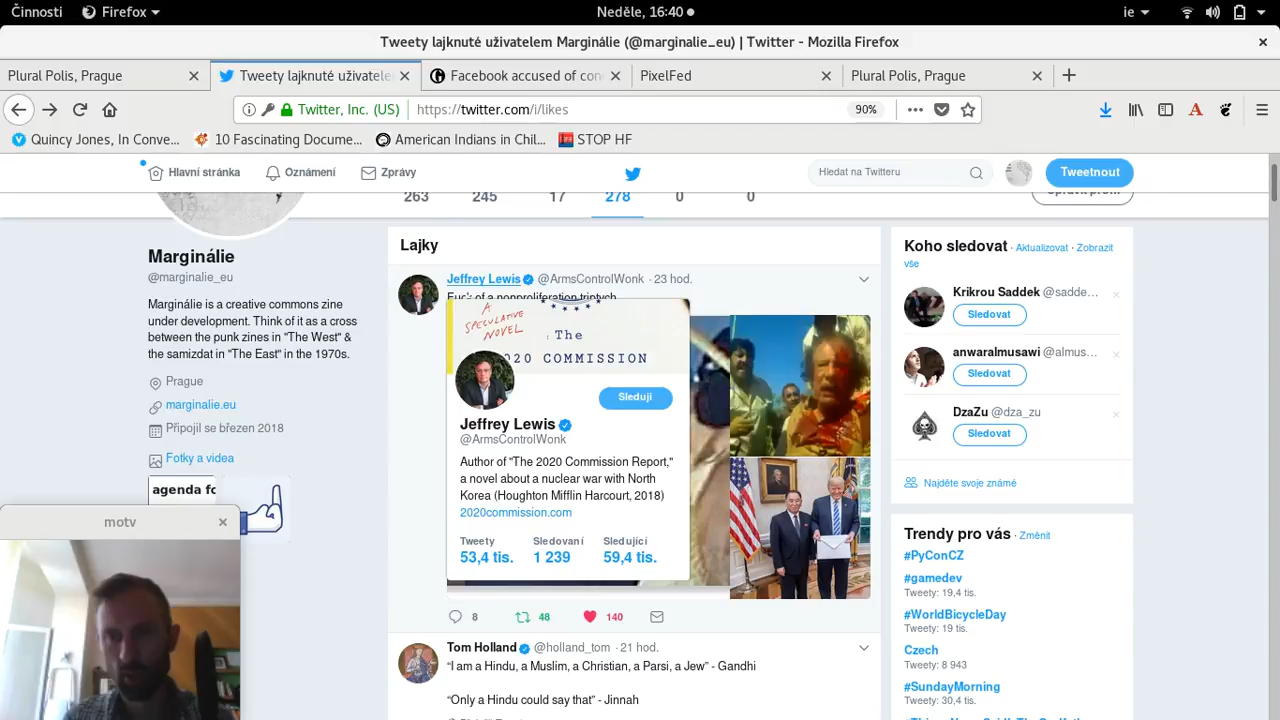 Činnosti
Firefox
Neděle, 16:40
ie
Tweety lajknuté uživatelem Marginálie (@marginalie_eu) | Twitter - Mozilla Firefox
Plural Polis, Prague
Tweety lajknuté uživatele
Facebook accused of con
PixelFed
Plural Polis, Prague
Twitter, Inc. (US)
https://twitter.com/i/likes
90%
Quincy Jones, In Conve...
10 Fascinating Docume...
American Indians in Chil...
STOP HF
Hlavní stránka
Oznámení
Zprávy
Hledat na Twitteru
Tweetnout
263
245
17
278
0
0
Marginálie
@marginalie_eu
Marginálie is a creative commons zine
under development. Think of it as a cross
between the punk zines in "The West" &
the samizdat in "The East" in the 1970s.
Prague
marginalie.eu
Připojil se březen 2018
Fotky a videa
agenda fo
motv
Lajky
Jeffrey Lewis @ArmsControlWonk · 23 hod.
of a nonproliferation triptych
A
SPECULATIVE
NOVEL
The
2020 COMMISSION
Sleduji
Jeffrey Lewis
@ArmsControlWonk
Author of "The 2020 Commission Report,"
a novel about a nuclear war with North
Korea (Houghton Mifflin Harcourt, 2018)
2020commission.com
Tweety
Sledovaní
Sledující
53,4 tis.
1 239
59,4 tis.
8
48
140
Tom Holland @holland_tom · 21 hod.
“I am a Hindu, a Muslim, a Christian, a Parsi, a Jew” - Gandhi
“Only a Hindu could say that” - Jinnah
Koho sledovat · Aktualizovat · Zobrazit
vše
Krikrou Saddek @sadde...
Sledovat
anwaralmusawi @almus...
Sledovat
DzaZu @dza_zu
Sledovat
Najděte svoje známé
Trendy pro vás · Změnit
#PyConCZ
#gamedev
Tweety: 19,4 tis.
#WorldBicycleDay
Tweety: 19 tis.
Czech
Tweety: 8 943
#SundayMorning
Tweety: 30,4 tis.